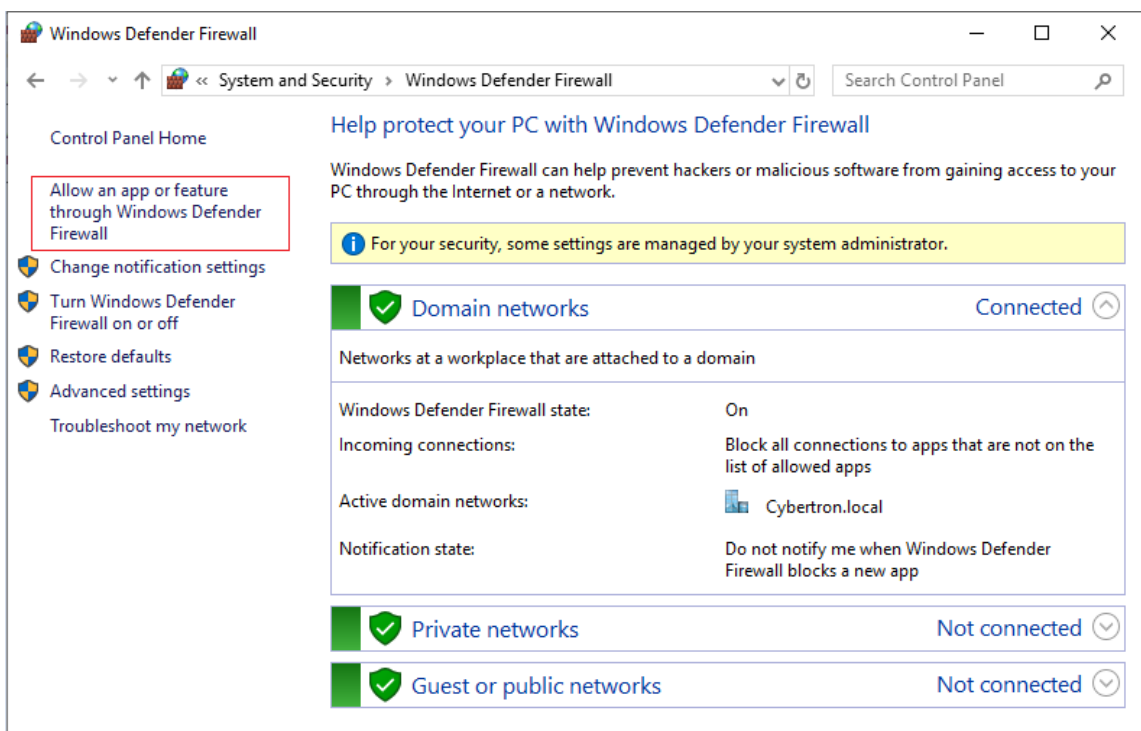 Windows Defender Firewall
« System and Security › Windows Defender Firewall
Search Control Panel
Control Panel Home
Allow an app or feature
through Windows Defender
Firewall
Change notification settings
Turn Windows Defender
Firewall on or off
Restore defaults
Advanced settings
Troubleshoot my network
Help protect your PC with Windows Defender Firewall
Windows Defender Firewall can help prevent hackers or malicious software from gaining access to your
PC through the Internet or a network.
For your security, some settings are managed by your system administrator.
Domain networks Connected
Networks at a workplace that are attached to a domain
Windows Defender Firewall state: On
Incoming connections: Block all connections to apps that are not on the
list of allowed apps
Active domain networks: Cybertron.local
Notification state: Do not notify me when Windows Defender
Firewall blocks a new app
Private networks Not connected
Guest or public networks Not connected